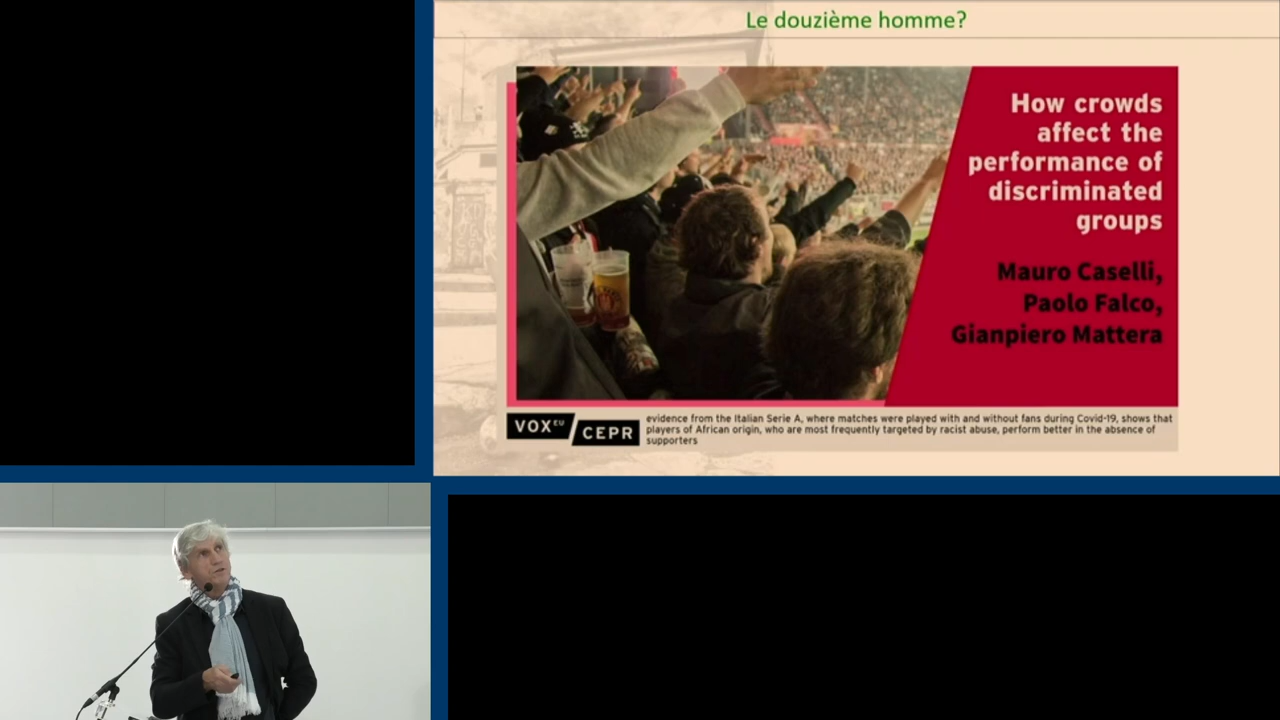 Le douzième homme?
How crowds
affect the
performance of
discriminated
groups
Mauro Caselli,
Paolo Falco,
Gianpiero Mattera
VOX EU
CEPR
evidence from the Italian Serie A, where matches were played with and without fans during Covid-19, shows that
players of African origin, who are most frequently targeted by racist abuse, perform better in the absence of
supporters